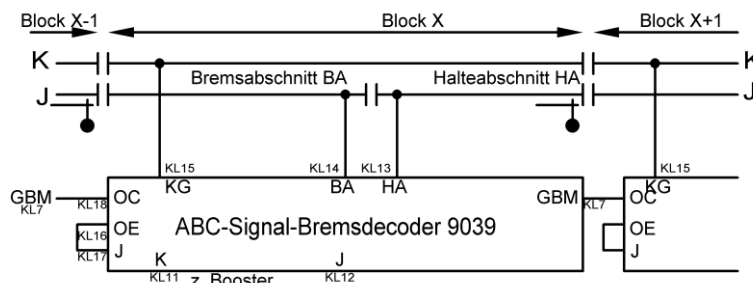 Block X-1 Block X Block X+1
K K
Bremsabschnitt BA Halteabschnitt HA
J J
KL15 KL14 KL13 KL15
KG BA HA KG
GBM KL18 OC GBM KL7 OC
KL7
OE OE
KL16 ABC-Signal-Bremsdecoder 9039
KL17 J J
K J
KL11 KL12
z. Booster